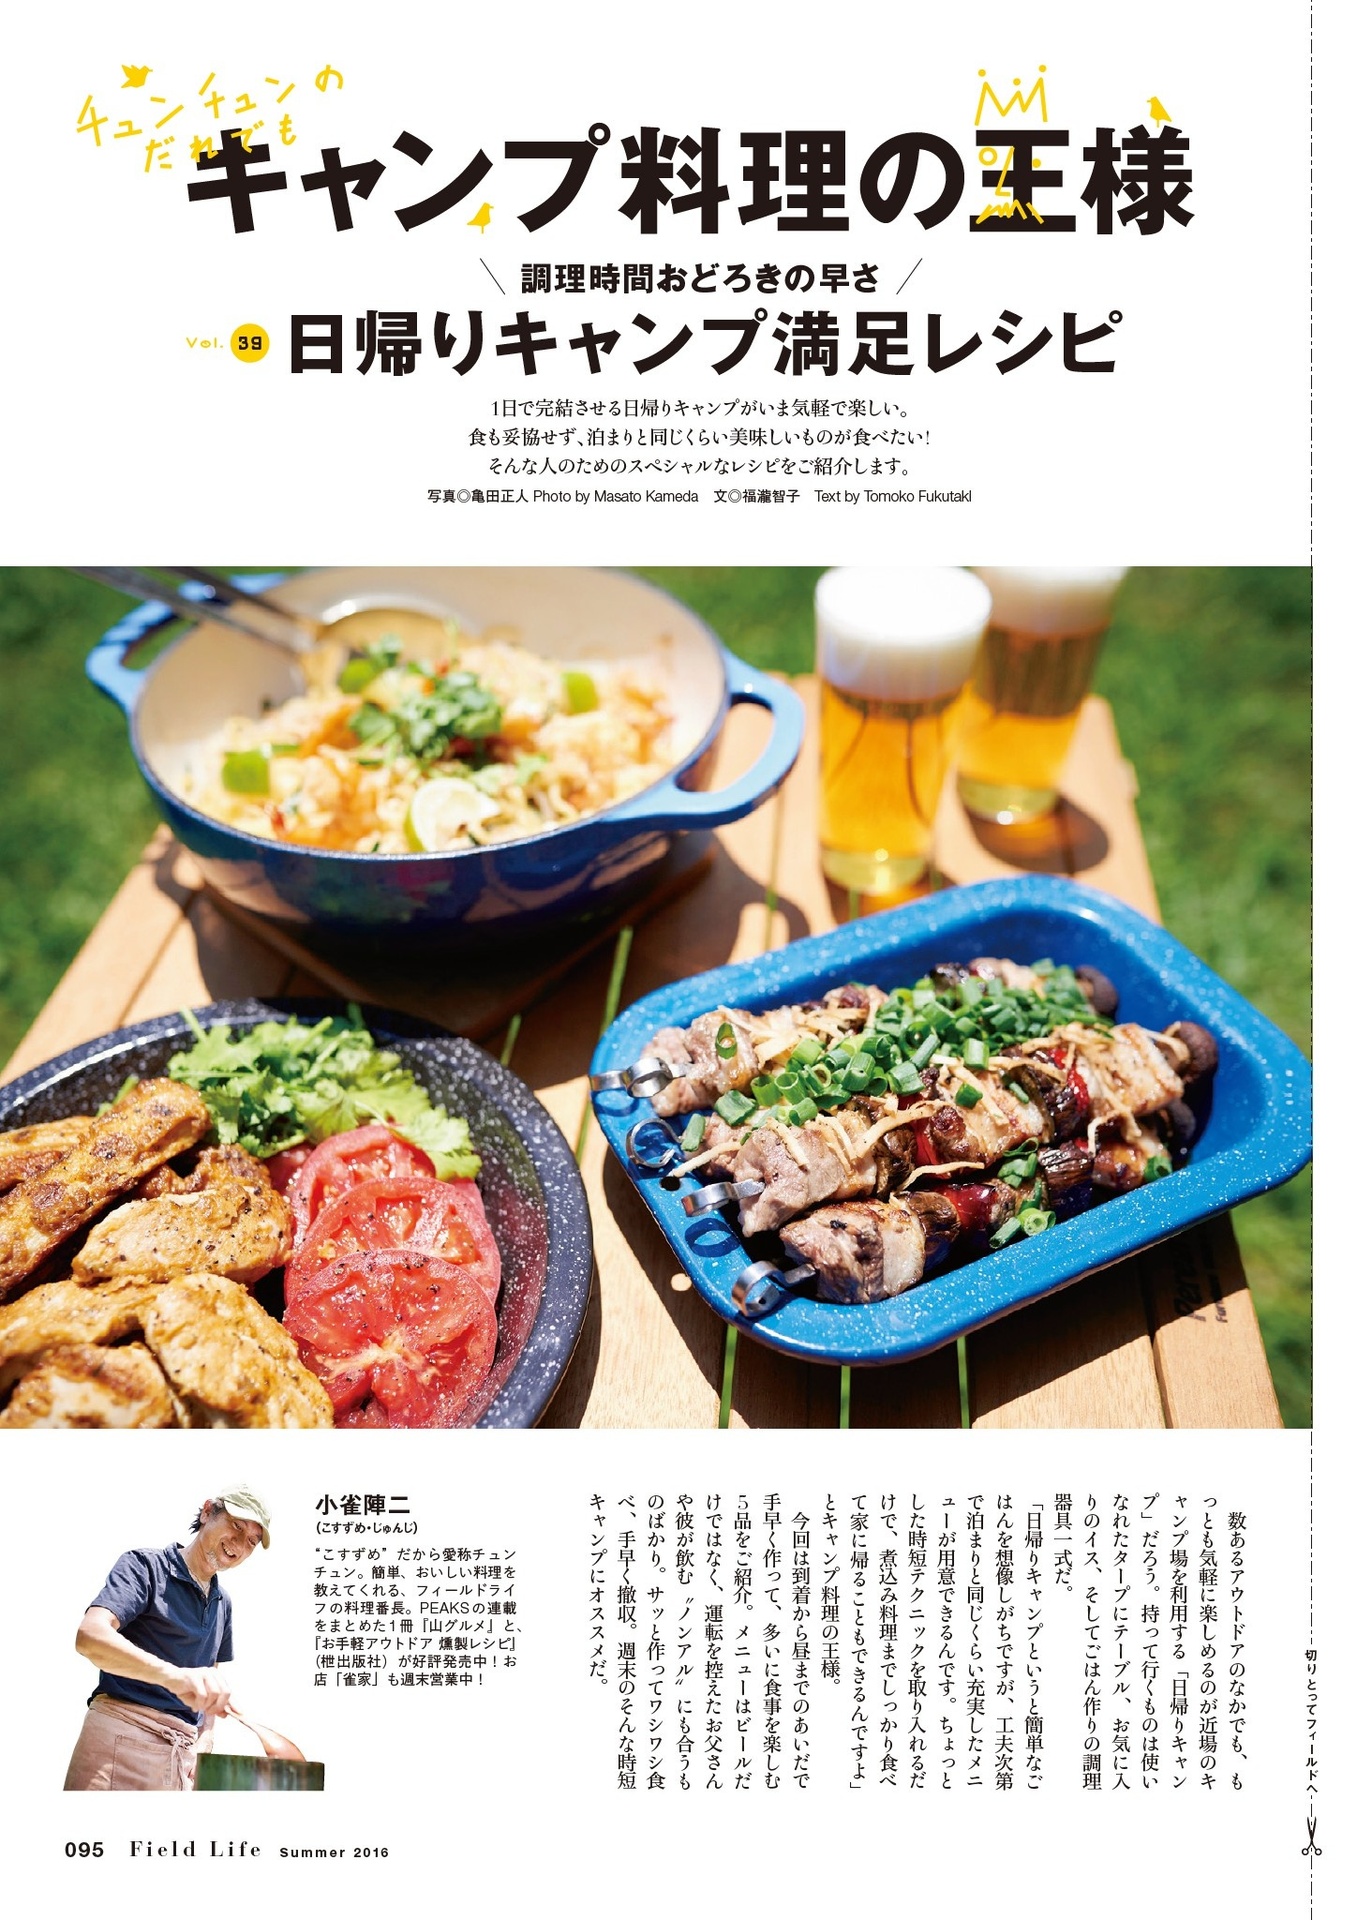 チュンチュンの
だれでも
キャンプ料理の王様
調理時間おどろきの早さ
Vol. 39 日帰りキャンプ満足レシピ
1日で完結させる日帰りキャンプがいま気軽で楽しい。
食も妥協せず、泊まりと同じくらい美味しいものが食べたい!
そんな人のためのスペシャルなレシピをご紹介します。
写真◎亀田正人 Photo by Masato Kameda　文◎福瀧智子　Text by Tomoko Fukutaki
数あるアウトドアのなかでも、も
っとも気軽に楽しめるのが近場のキ
ャンプ場を利用する「日帰りキャン
プ」だろう。持って行くものは使い
なれたタープにテーブル、お気に入
りのイス、そしてごはん作りの調理
器具一式だ。
「日帰りキャンプというと簡単なご
はんを想像しがちですが、工夫次第
で泊まりと同じくらい充実したメニ
ューが用意できるんです。ちょっと
した時短テクニックを取り入れるだ
けで、煮込み料理までしっかり食べ
て家に帰ることもできるんですよ」
とキャンプ料理の王様。
今回は到着から昼までのあいだで
手早く作って、多いに食事を楽しむ
5品をご紹介。メニューはビールだ
けではなく、運転を控えたお父さん
や彼が飲む〝ノンアル〟にも合うも
のばかり。サッと作ってワシワシ食
べ、手早く撤収。週末のそんな時短
キャンプにオススメだ。
小雀陣二
(こすずめ・じゅんじ)
“こすずめ”だから愛称チュン
チュン。簡単、おいしい料理を
教えてくれる、フィールドライ
フの料理番長。PEAKSの連載
をまとめた1冊『山グルメ』と、
『お手軽アウトドア 燻製レシピ』
(枻出版社)が好評発売中!お
店「雀家」も週末営業中!
切りとってフィールドへ
095 Field Life Summer 2016